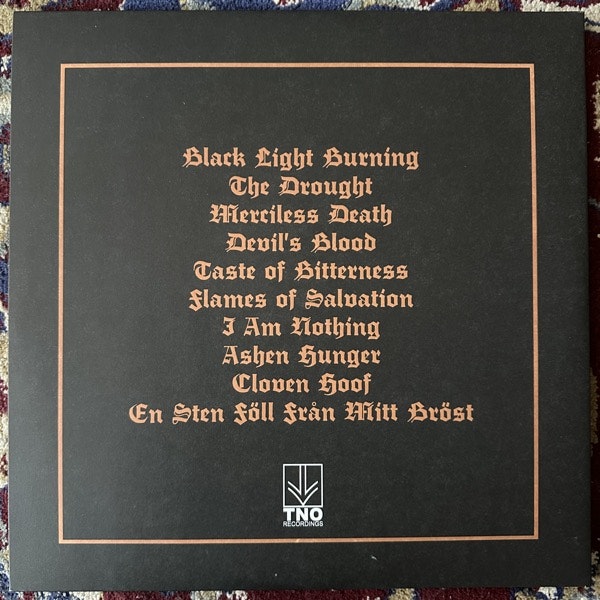 Black Light Burning
The Drought
Merciless Death
Devil's Blood
Taste of Bitterness
Flames of Salvation
I Am Nothing
Ashen Hunger
Cloven Hoof
En Sten Föll Från Mitt Bröst
TNO
RECORDINGS